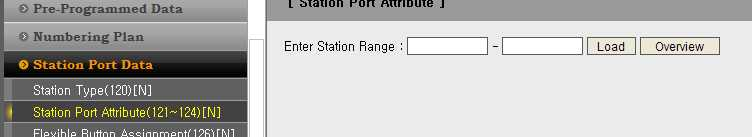 Pre-Programmed Data
Numbering Plan
Station Port Data
Station Type(120)[N]
Station Port Attribute(121~124)[N]
Flexible Button Assignment(126)[N]
[ Station Port Attribute ]
Enter Station Range : - Load Overview